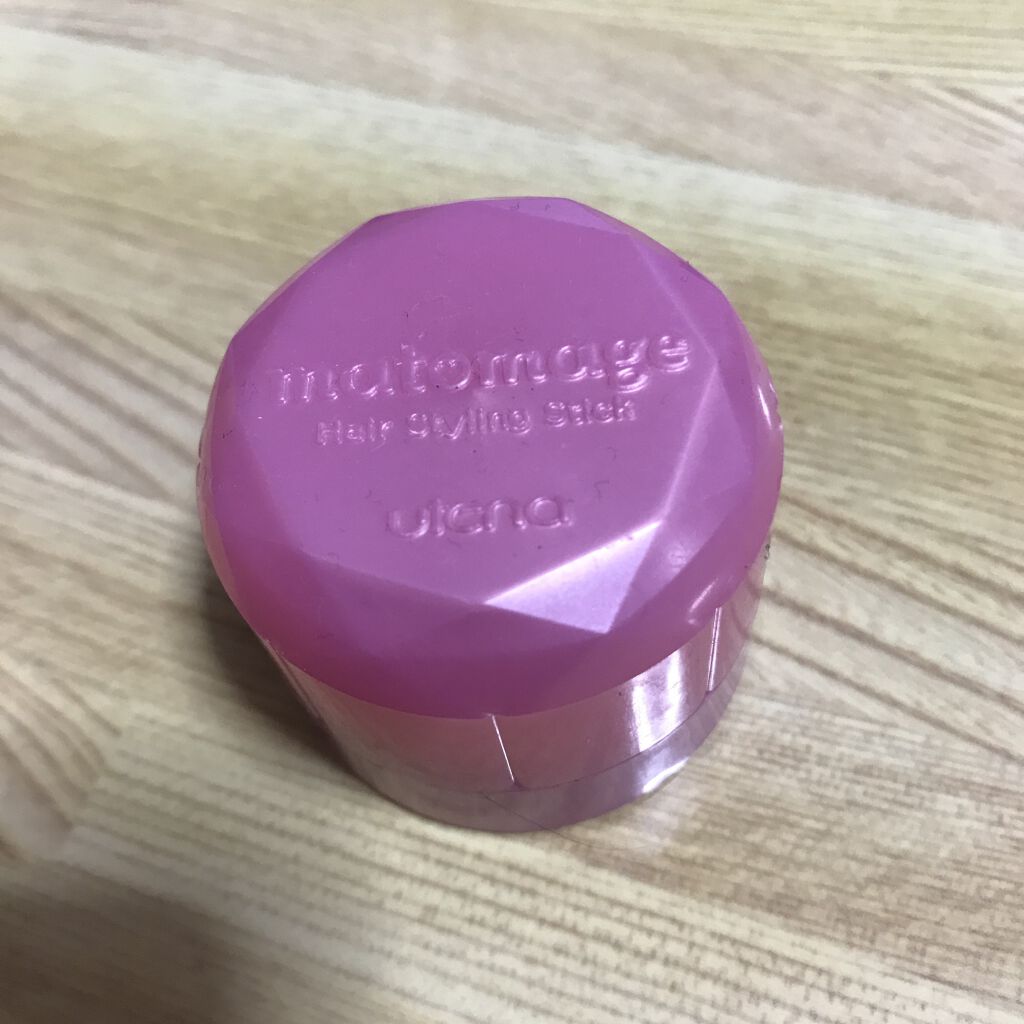 matomage
Hair Styling Stick
utena